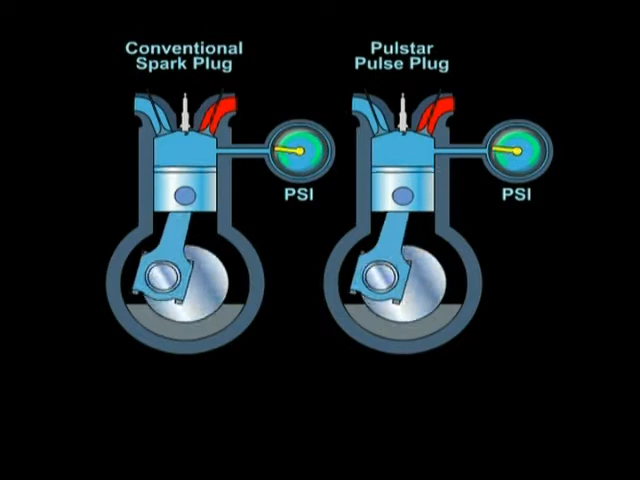 Conventional
Spark Plug
Pulstar
Pulse Plug
PSI
PSI